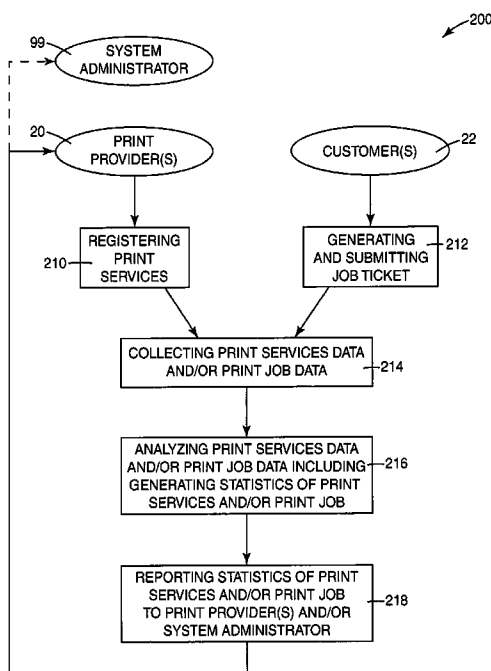 200
99
SYSTEM
ADMINISTRATOR
20
PRINT
PROVIDER(S)
CUSTOMER(S)
22
REGISTERING
PRINT
SERVICES
210
GENERATING
AND SUBMITTING
JOB TICKET
212
COLLECTING PRINT SERVICES DATA
AND/OR PRINT JOB DATA
214
ANALYZING PRINT SERVICES DATA
AND/OR PRINT JOB DATA INCLUDING
GENERATING STATISTICS OF PRINT
SERVICES AND/OR PRINT JOB
216
REPORTING STATISTICS OF PRINT
SERVICES AND/OR PRINT JOB
TO PRINT PROVIDER(S) AND/OR
SYSTEM ADMINISTRATOR
218